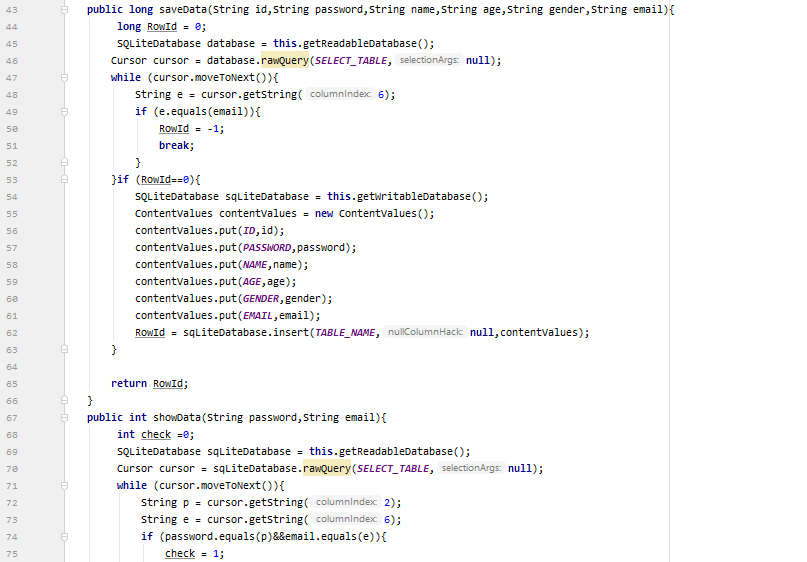 43 public long saveData(String id,String password,String name,String age,String gender,String email){
44 long RowId = 0;
45 SQLiteDatabase database = this.getReadableDatabase();
46 Cursor cursor = database.rawQuery(SELECT_TABLE, selectionArgs: null);
47 while (cursor.moveToNext()){
48 String e = cursor.getString( columnIndex: 6);
49 if (e.equals(email)){
50 RowId = -1;
51 break;
52 }
53 }if (RowId==0){
54 SQLiteDatabase sqLiteDatabase = this.getWritableDatabase();
55 ContentValues contentValues = new ContentValues();
56 contentValues.put(ID,id);
57 contentValues.put(PASSWORD,password);
58 contentValues.put(NAME,name);
59 contentValues.put(AGE,age);
60 contentValues.put(GENDER,gender);
61 contentValues.put(EMAIL,email);
62 RowId = sqLiteDatabase.insert(TABLE_NAME, nullColumnHack: null,contentValues);
63 }
64
65 return RowId;
66 }
67 public int showData(String password,String email){
68 int check =0;
69 SQLiteDatabase sqLiteDatabase = this.getReadableDatabase();
70 Cursor cursor = sqLiteDatabase.rawQuery(SELECT_TABLE, selectionArgs: null);
71 while (cursor.moveToNext()){
72 String p = cursor.getString( columnIndex: 2);
73 String e = cursor.getString( columnIndex: 6);
74 if (password.equals(p)&&email.equals(e)){
75 check = 1;